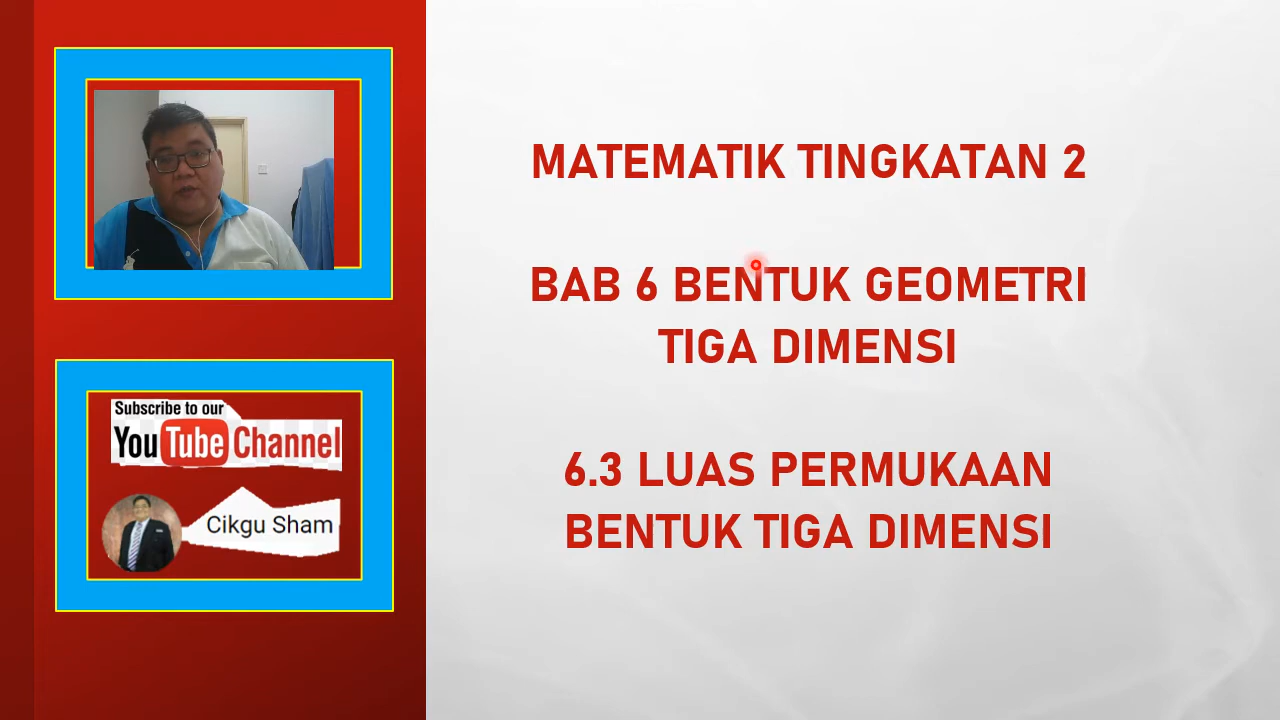 Subscribe to our
YouTube Channel
Cikgu Sham
MATEMATIK TINGKATAN 2
BAB 6 BENTUK GEOMETRI
TIGA DIMENSI
6.3 LUAS PERMUKAAN
BENTUK TIGA DIMENSI